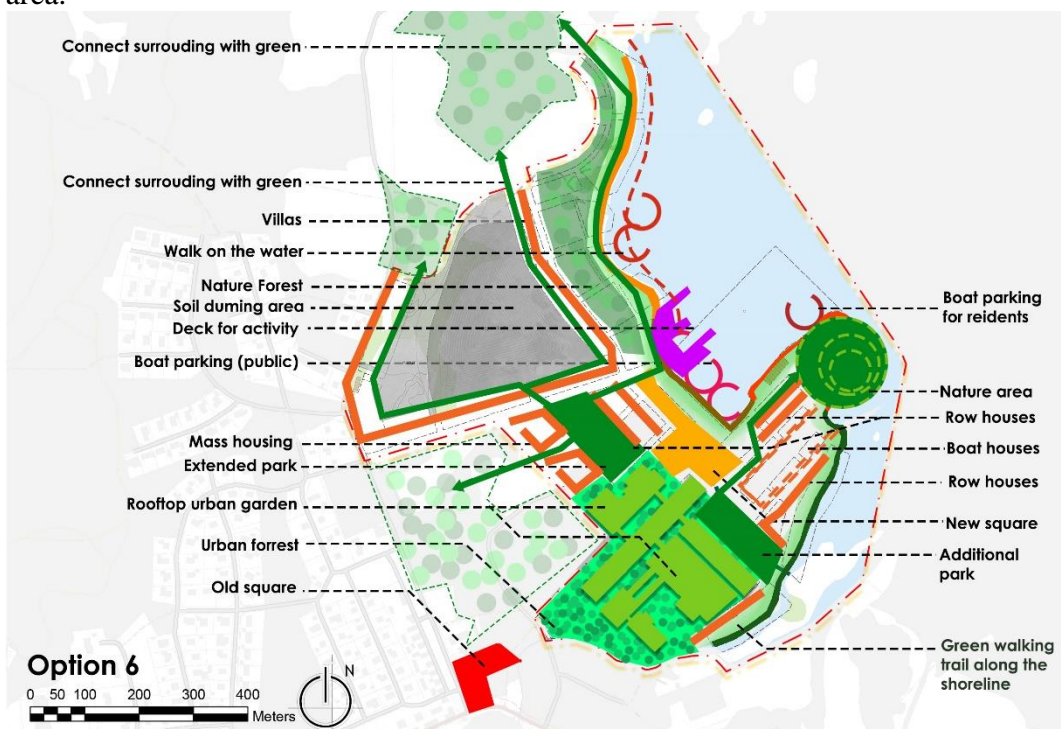 area.
Connect surrouding with green
Connect surrouding with green
Villas
Walk on the water
Nature Forest
Soil duming area
Deck for activity
Boat parking (public)
Mass housing
Extended park
Rooftop urban garden
Urban forrest
Old square
Boat parking
for reidents
Nature area
Row houses
Boat houses
Row houses
New square
Additional
park
Green walking
trail along the
shoreline
Option 6
0 50 100 200 300 400
Meters
N